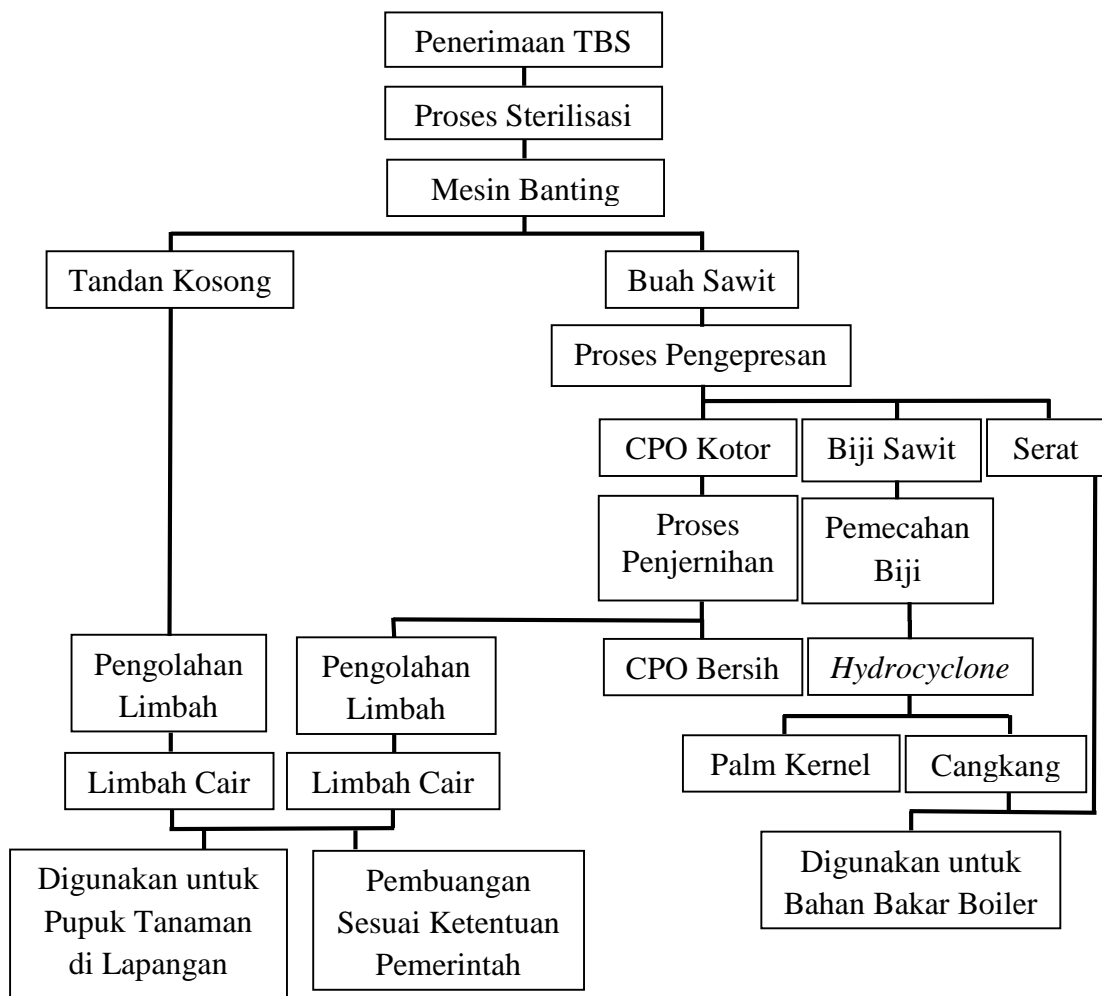 Penerimaan TBS
Proses Sterilisasi
Mesin Banting
Tandan Kosong
Buah Sawit
Proses Pengepresan
CPO Kotor
Biji Sawit
Serat
Proses
Penjernihan
Pemecahan
Biji
Pengolahan
Limbah
Pengolahan
Limbah
CPO Bersih
Hydrocyclone
Limbah Cair
Limbah Cair
Palm Kernel
Cangkang
Digunakan untuk
Pupuk Tanaman
di Lapangan
Pembuangan
Sesuai Ketentuan
Pemerintah
Digunakan untuk
Bahan Bakar Boiler